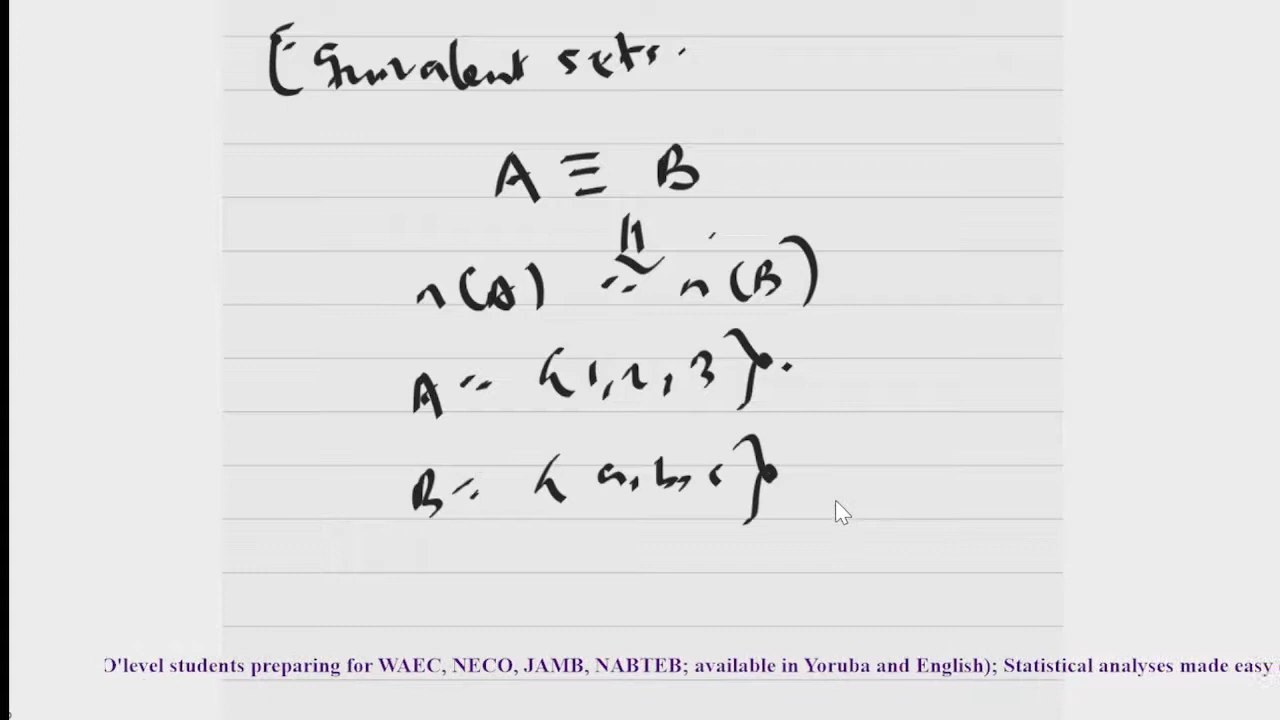 Equivalent sets.
A ≡ B
n(A) = n(B)
A = {1, 2, 3}.
B = {a, b, c}
O'level students preparing for WAEC, NECO, JAMB, NABTEB; available in Yoruba and English); Statistical analyses made easy